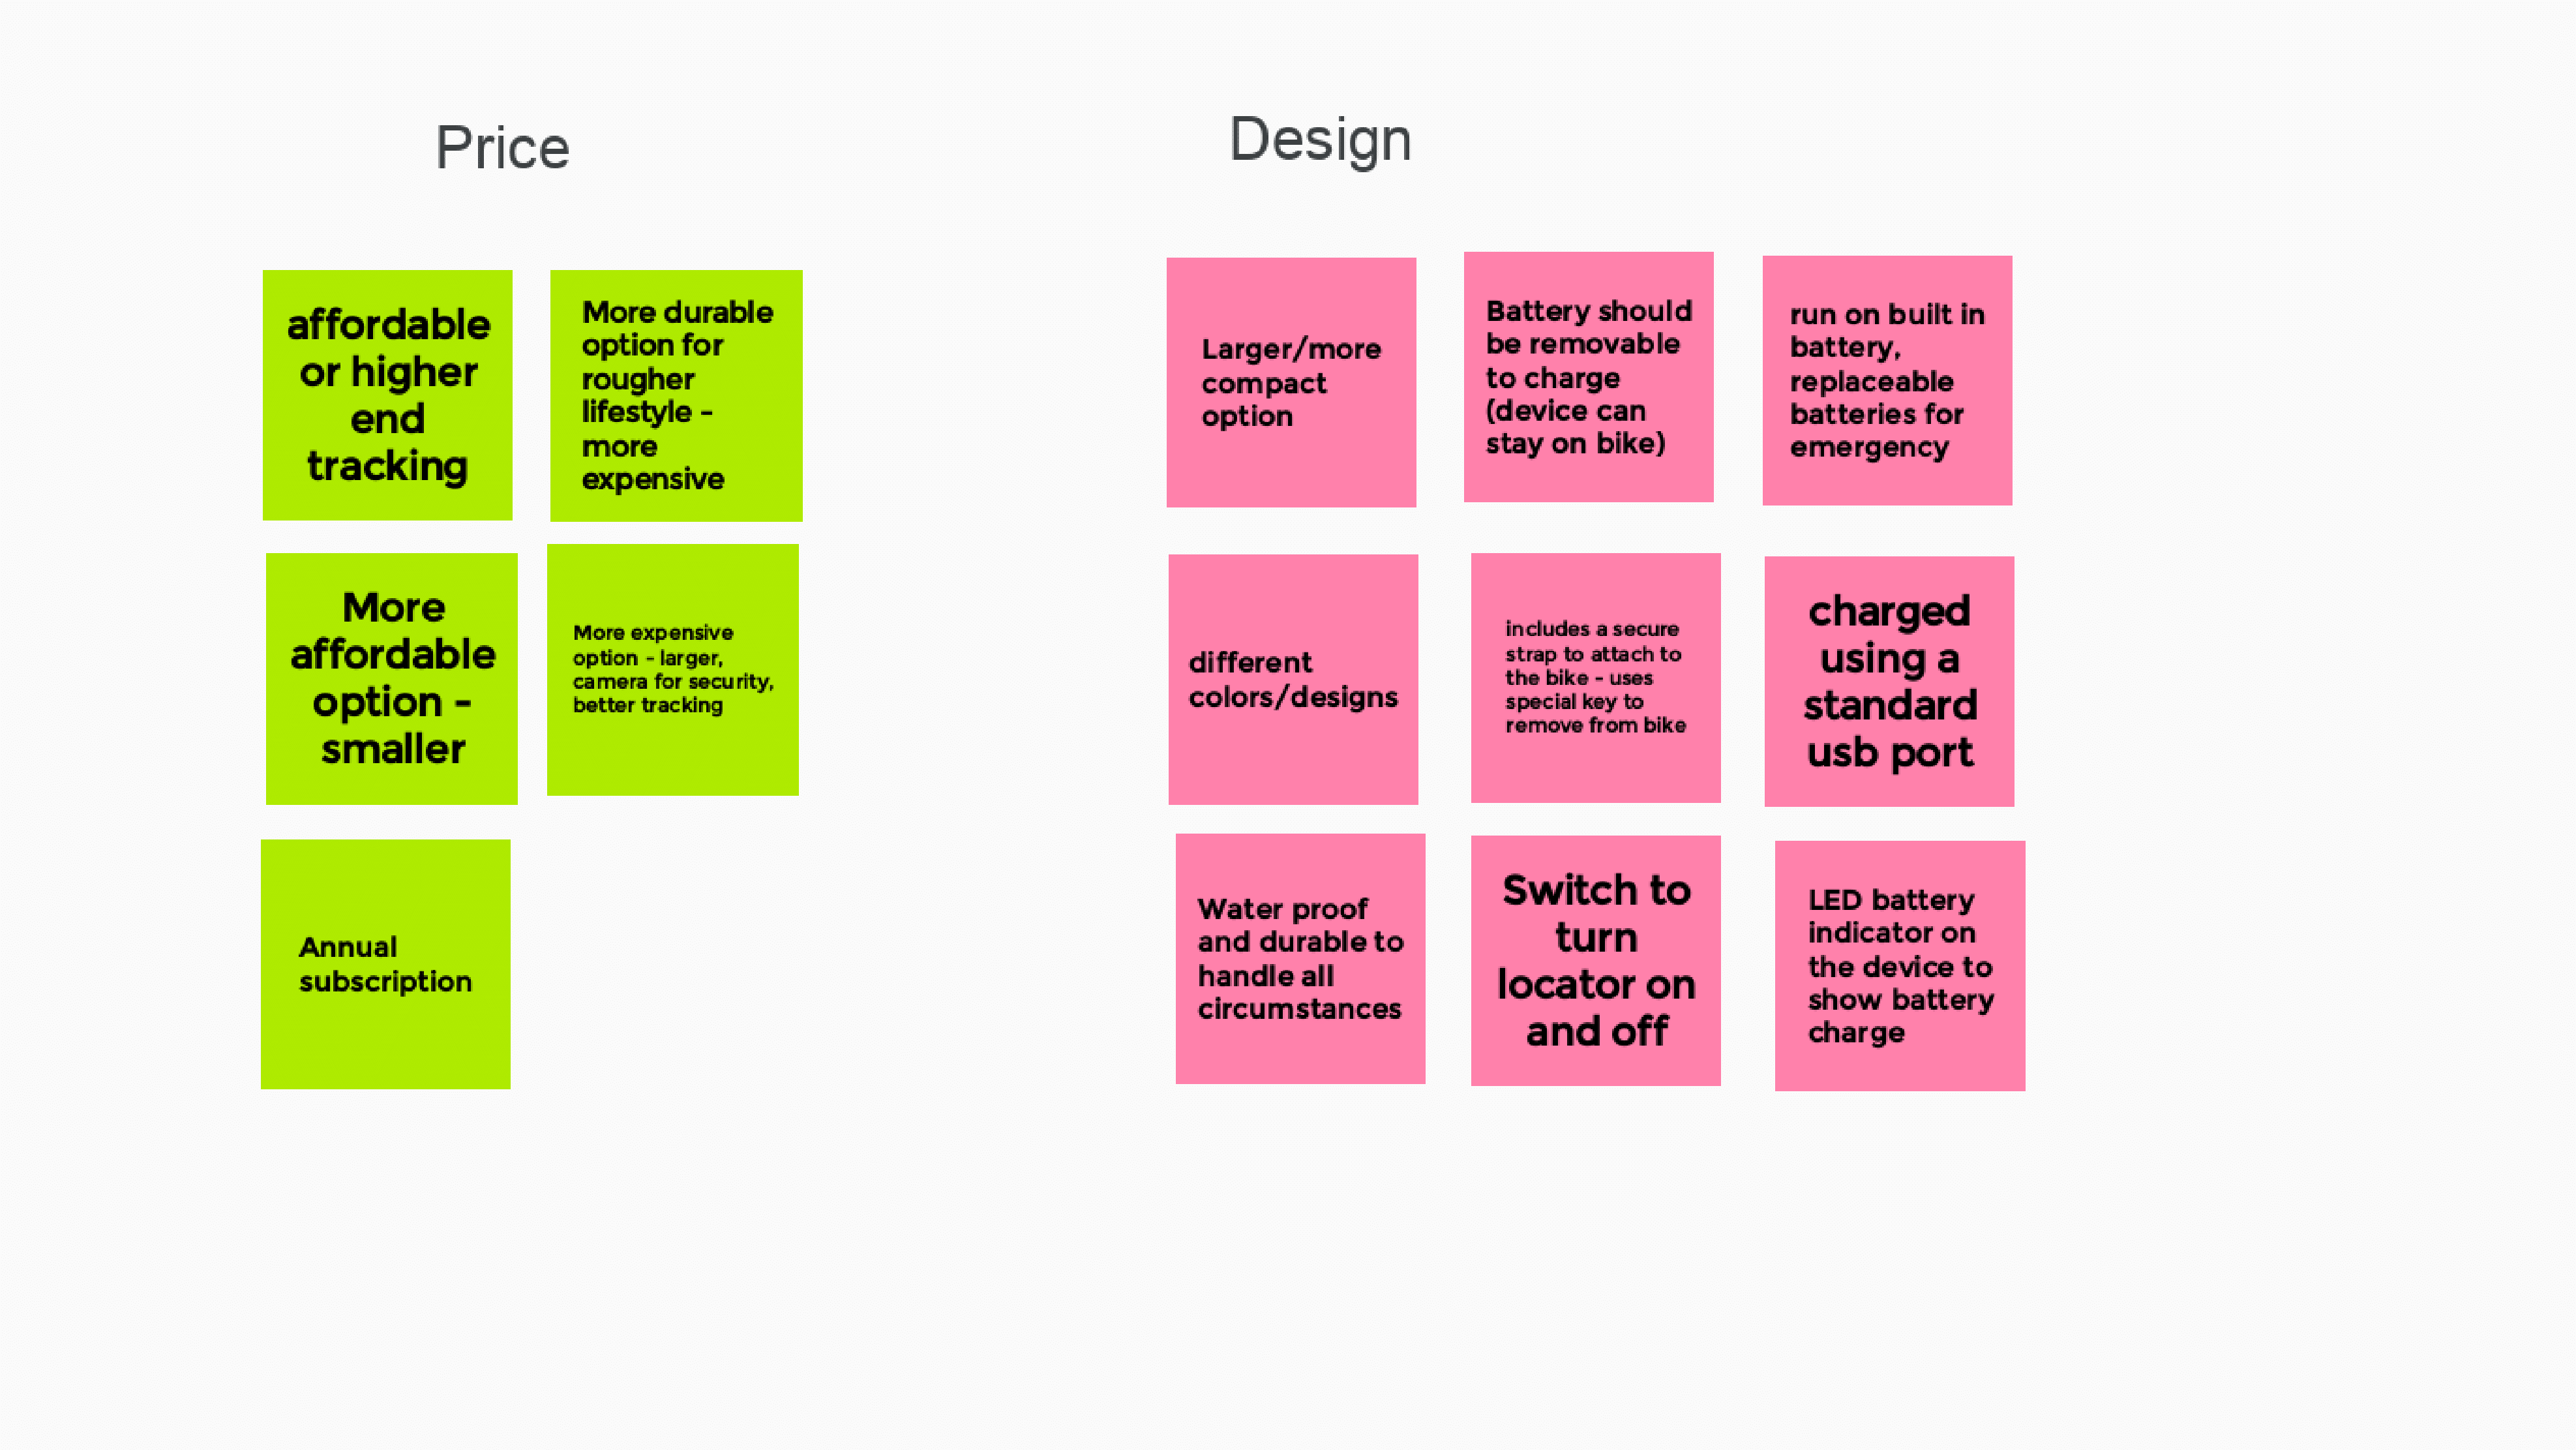 Price
affordable
or higher
end
tracking
More durable
option for
rougher
lifestyle -
more
expensive
More
affordable
option -
smaller
More expensive
option - larger,
camera for security,
better tracking
Annual
subscription
Design
Larger/more
compact
option
Battery should
be removable
to charge
(device can
stay on bike)
run on built in
battery,
replaceable
batteries for
emergency
different
colors/designs
includes a secure
strap to attach to
the bike - uses
special key to
remove from bike
charged
using a
standard
usb port
Water proof
and durable to
handle all
circumstances
Switch to
turn
locator on
and off
LED battery
indicator on
the device to
show battery
charge